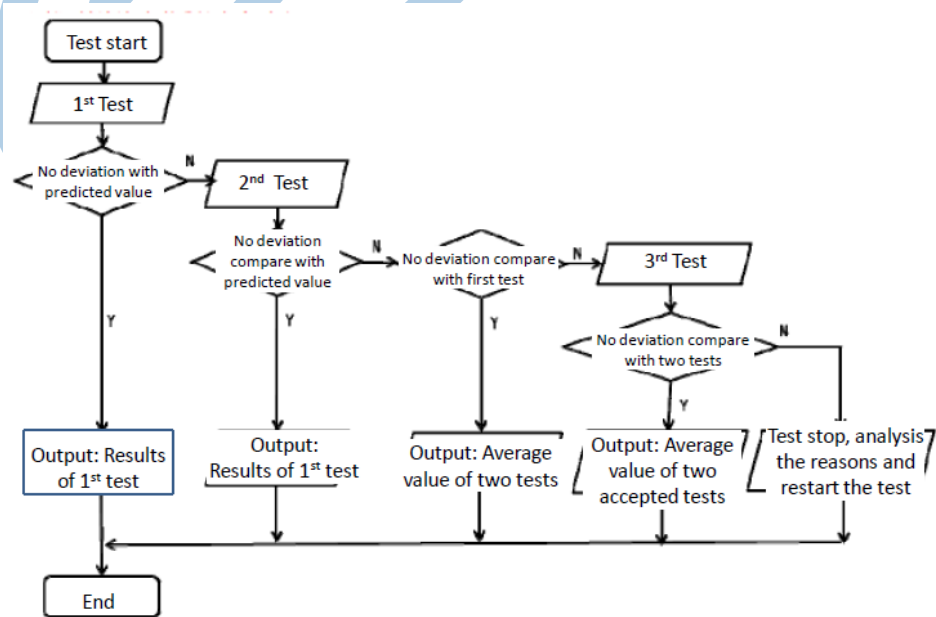 Test start
1st Test
No deviation with
predicted value
N
2nd Test
No deviation
compare with
predicted value
N
No deviation compare
with first test
N
3rd Test
No deviation compare
with two tests
N
Y
Y
Y
Y
Output: Results
of 1st test
Output:
Results of 1st test
Output: Average
value of two tests
Output: Average
value of two
accepted tests
Test stop, analysis
the reasons and
restart the test
End